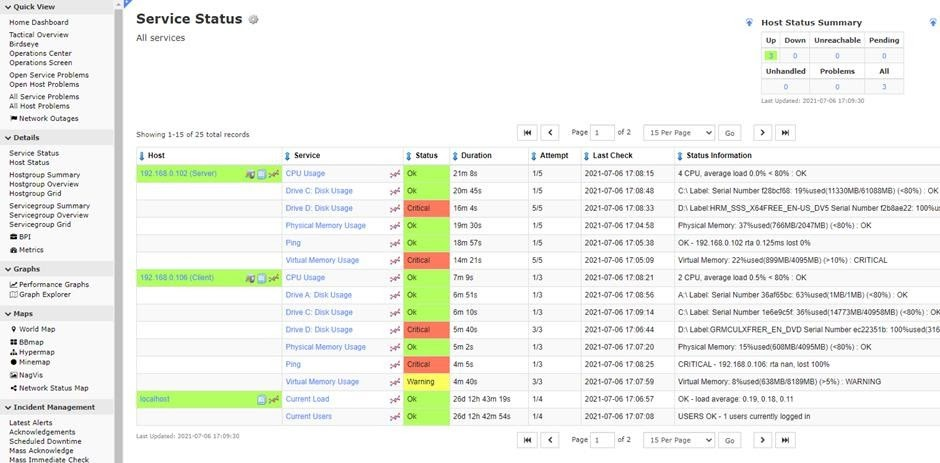 Quick View
Home Dashboard
Tactical Overview
Birdseye
Operations Center
Operations Screen
Open Service Problems
Open Host Problems
All Service Problems
All Host Problems
Network Outages
Details
Service Status
Host Status
Hostgroup Summary
Hostgroup Overview
Hostgroup Grid
Servicegroup Summary
Servicegroup Overview
Servicegroup Grid
BPI
Metrics
Graphs
Performance Graphs
Graph Explorer
Maps
World Map
BBmap
Hypermap
Minemap
NagVis
Network Status Map
Incident Management
Latest Alerts
Acknowledgements
Scheduled Downtime
Mass Acknowledge
Mass Immediate Check
Service Status
All services
Host Status Summary
Up Down Unreachable Pending
3 0 0 0
Unhandled Problems All
0 0 3
Last Updated: 2021-07-06 17:09:30
Showing 1-15 of 25 total records
Page 1 of 2 15 Per Page Go
Host Service Status Duration Attempt Last Check Status Information
192.168.0.102 (Server) CPU Usage Ok 21m 8s 1/5 2021-07-06 17:08:15 4 CPU, average load 0.0% < 80% : OK
Drive C: Disk Usage Ok 20m 45s 1/5 2021-07-06 17:08:48 C:\ Label: Serial Number f28bcf68: 19%used(11330MB/61088MB) (<80%) : OK
Drive D: Disk Usage Critical 16m 4s 5/5 2021-07-06 17:08:33 D:\ Label:HRM_SSS_X64FREE_EN-US_DV5 Serial Number f2b8ae22: 100%us
Physical Memory Usage Ok 19m 30s 1/5 2021-07-06 17:04:58 Physical Memory: 37%used(766MB/2047MB) (<80%) : OK
Ping Ok 18m 57s 1/5 2021-07-06 17:05:38 OK - 192.168.0.102 rta 0.125ms lost 0%
Virtual Memory Usage Critical 14m 21s 5/5 2021-07-06 17:05:09 Virtual Memory: 22%used(899MB/4095MB) (>10%) : CRITICAL
192.168.0.106 (Client) CPU Usage Ok 7m 9s 1/3 2021-07-06 17:08:21 2 CPU, average load 0.5% < 80% : OK
Drive A: Disk Usage Ok 6m 51s 1/3 2021-07-06 17:08:56 A:\ Label: Serial Number 36af65bc: 63%used(1MB/1MB) (<80%) : OK
Drive C: Disk Usage Ok 6m 10s 1/3 2021-07-06 17:09:14 C:\ Label: Serial Number 1e6e9c5f: 36%used(14773MB/40958MB) (<80%) : OK
Drive D: Disk Usage Critical 5m 40s 3/3 2021-07-06 17:06:44 D:\ Label:GRMCULXFRER_EN_DVD Serial Number ec22351b: 100%used(316
Physical Memory Usage Ok 5m 2s 1/3 2021-07-06 17:07:20 Physical Memory: 15%used(608MB/4095MB) (<80%) : OK
Ping Critical 4m 5s 1/3 2021-07-06 17:08:25 CRITICAL - 192.168.0.106: rta nan, lost 100%
Virtual Memory Usage Warning 4m 40s 3/3 2021-07-06 17:07:59 Virtual Memory: 8%used(638MB/8189MB) (>5%) : WARNING
localhost Current Load Ok 26d 12h 43m 19s 1/4 2021-07-06 17:06:57 OK - load average: 0.19, 0.18, 0.11
Current Users Ok 26d 12h 42m 54s 1/4 2021-07-06 17:07:08 USERS OK - 1 users currently logged in
Last Updated: 2021-07-06 17:09:30
Page 1 of 2 15 Per Page Go